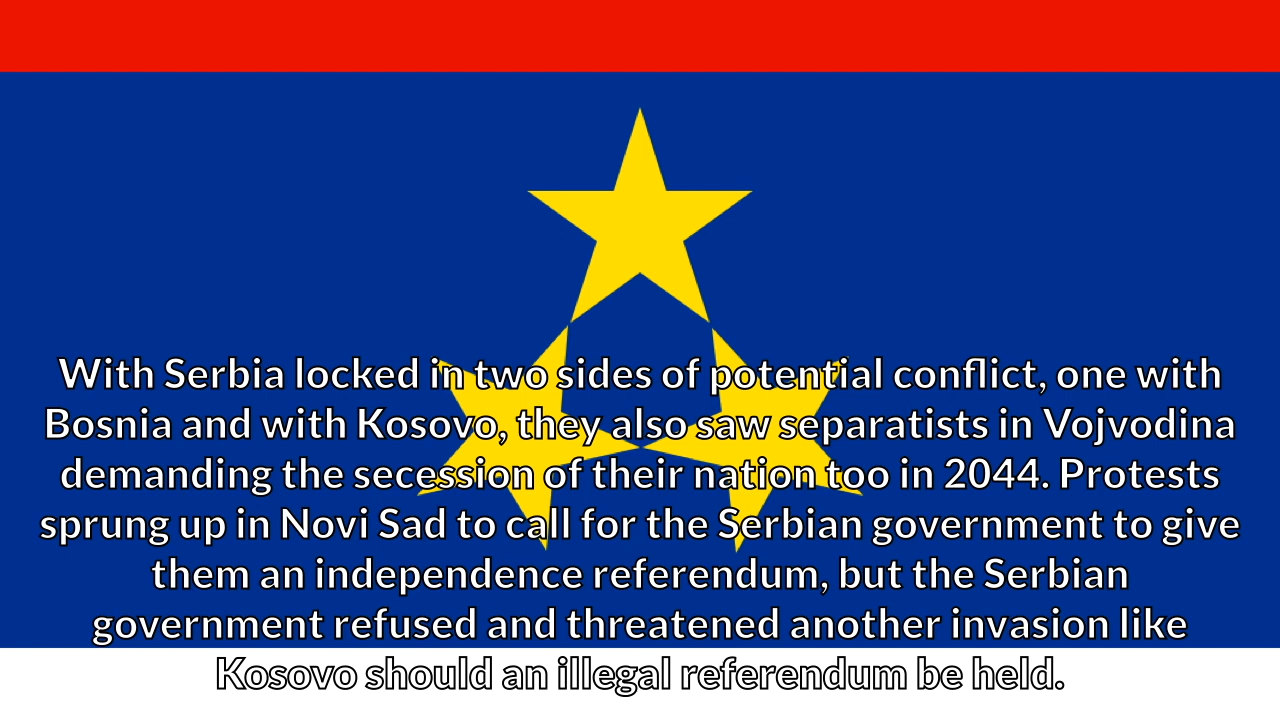 With Serbia locked in two sides of potential conflict, one with
Bosnia and with Kosovo, they also saw separatists in Vojvodina
demanding the secession of their nation too in 2044. Protests
sprung up in Novi Sad to call for the Serbian government to give
them an independence referendum, but the Serbian
government refused and threatened another invasion like
Kosovo should an illegal referendum be held.